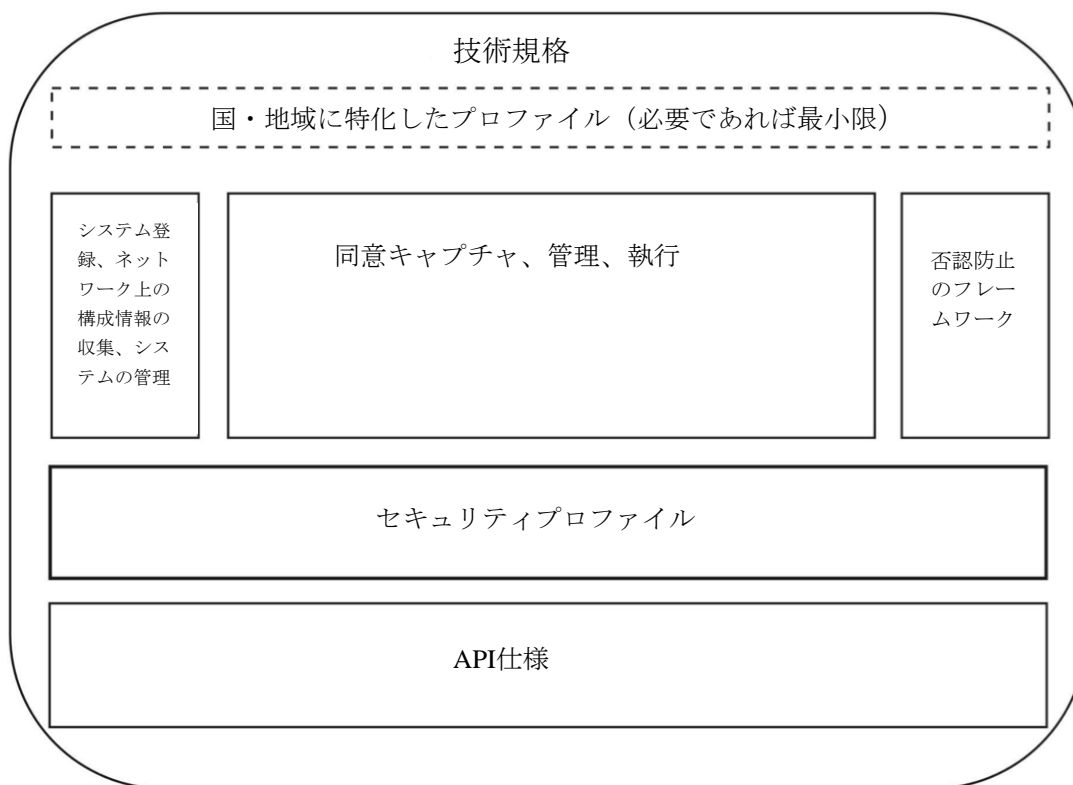 技術規格
国・地域に特化したプロファイル（必要であれば最小限）
システム登
録、ネット
ワーク上の
構成情報の
収集、シス
テムの管理
同意キャプチャ、管理、執行
否認防止
のフレー
ムワーク
セキュリティプロファイル
API仕様